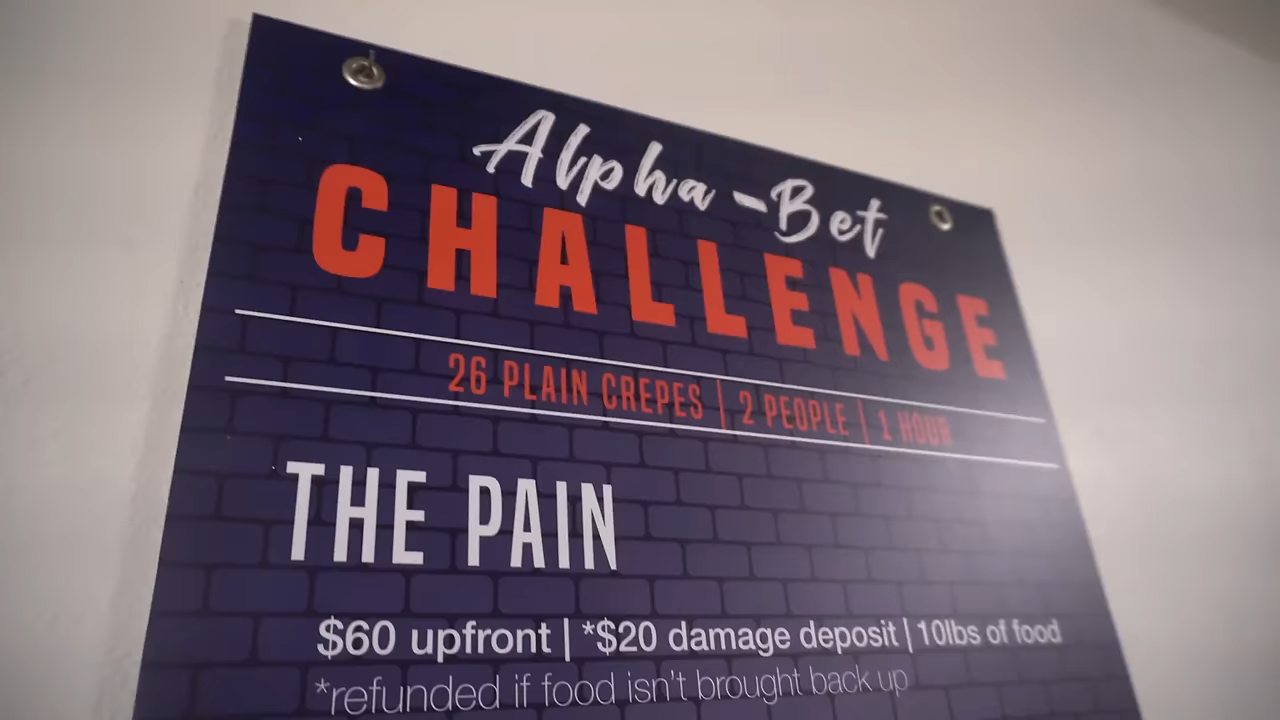 Alpha-Bet
CHALLENGE
26 PLAIN CREPES | 2 PEOPLE | 1 HOUR
THE PAIN
$60 upfront | *$20 damage deposit | 10lbs of food
*refunded if food isn't brought back up